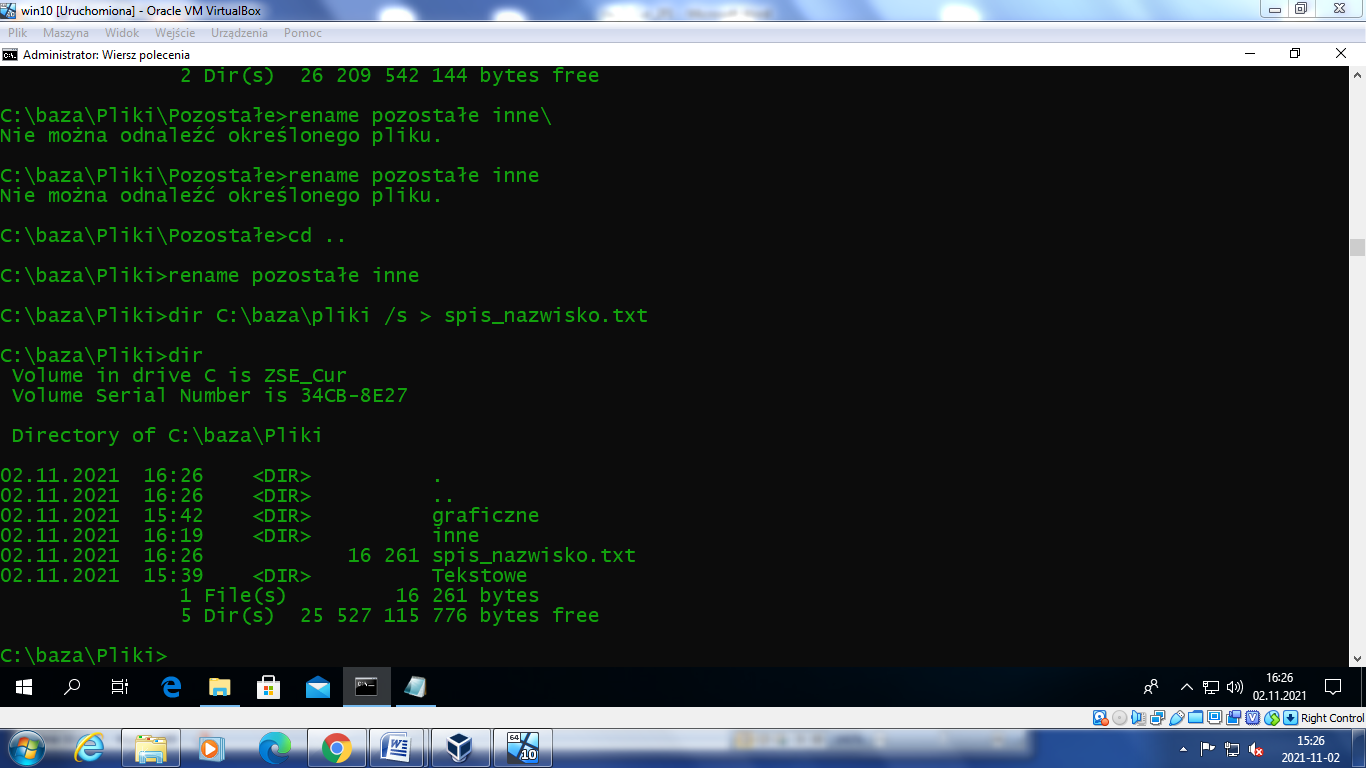 win10 [Uruchomiona] - Oracle VM VirtualBox
Plik Maszyna Widok Wejście Urządzenia Pomoc
Administrator: Wiersz polecenia
2 Dir(s) 26 209 542 144 bytes free
C:\baza\Pliki\Pozostałe>rename pozostałe inne\
Nie można odnaleźć określonego pliku.
C:\baza\Pliki\Pozostałe>rename pozostałe inne
Nie można odnaleźć określonego pliku.
C:\baza\Pliki\Pozostałe>cd ..
C:\baza\Pliki>rename pozostałe inne
C:\baza\Pliki>dir C:\baza\pliki /s > spis_nazwisko.txt
C:\baza\Pliki>dir
Volume in drive C is ZSE_Cur
Volume Serial Number is 34CB-8E27
Directory of C:\baza\Pliki
02.11.2021 16:26 <DIR> .
02.11.2021 16:26 <DIR> ..
02.11.2021 15:42 <DIR> graficzne
02.11.2021 16:19 <DIR> inne
02.11.2021 16:26 16 261 spis_nazwisko.txt
02.11.2021 15:39 <DIR> Tekstowe
1 File(s) 16 261 bytes
5 Dir(s) 25 527 115 776 bytes free
C:\baza\Pliki>
16:26
02.11.2021
Right Control
64
10
15:26
2021-11-02